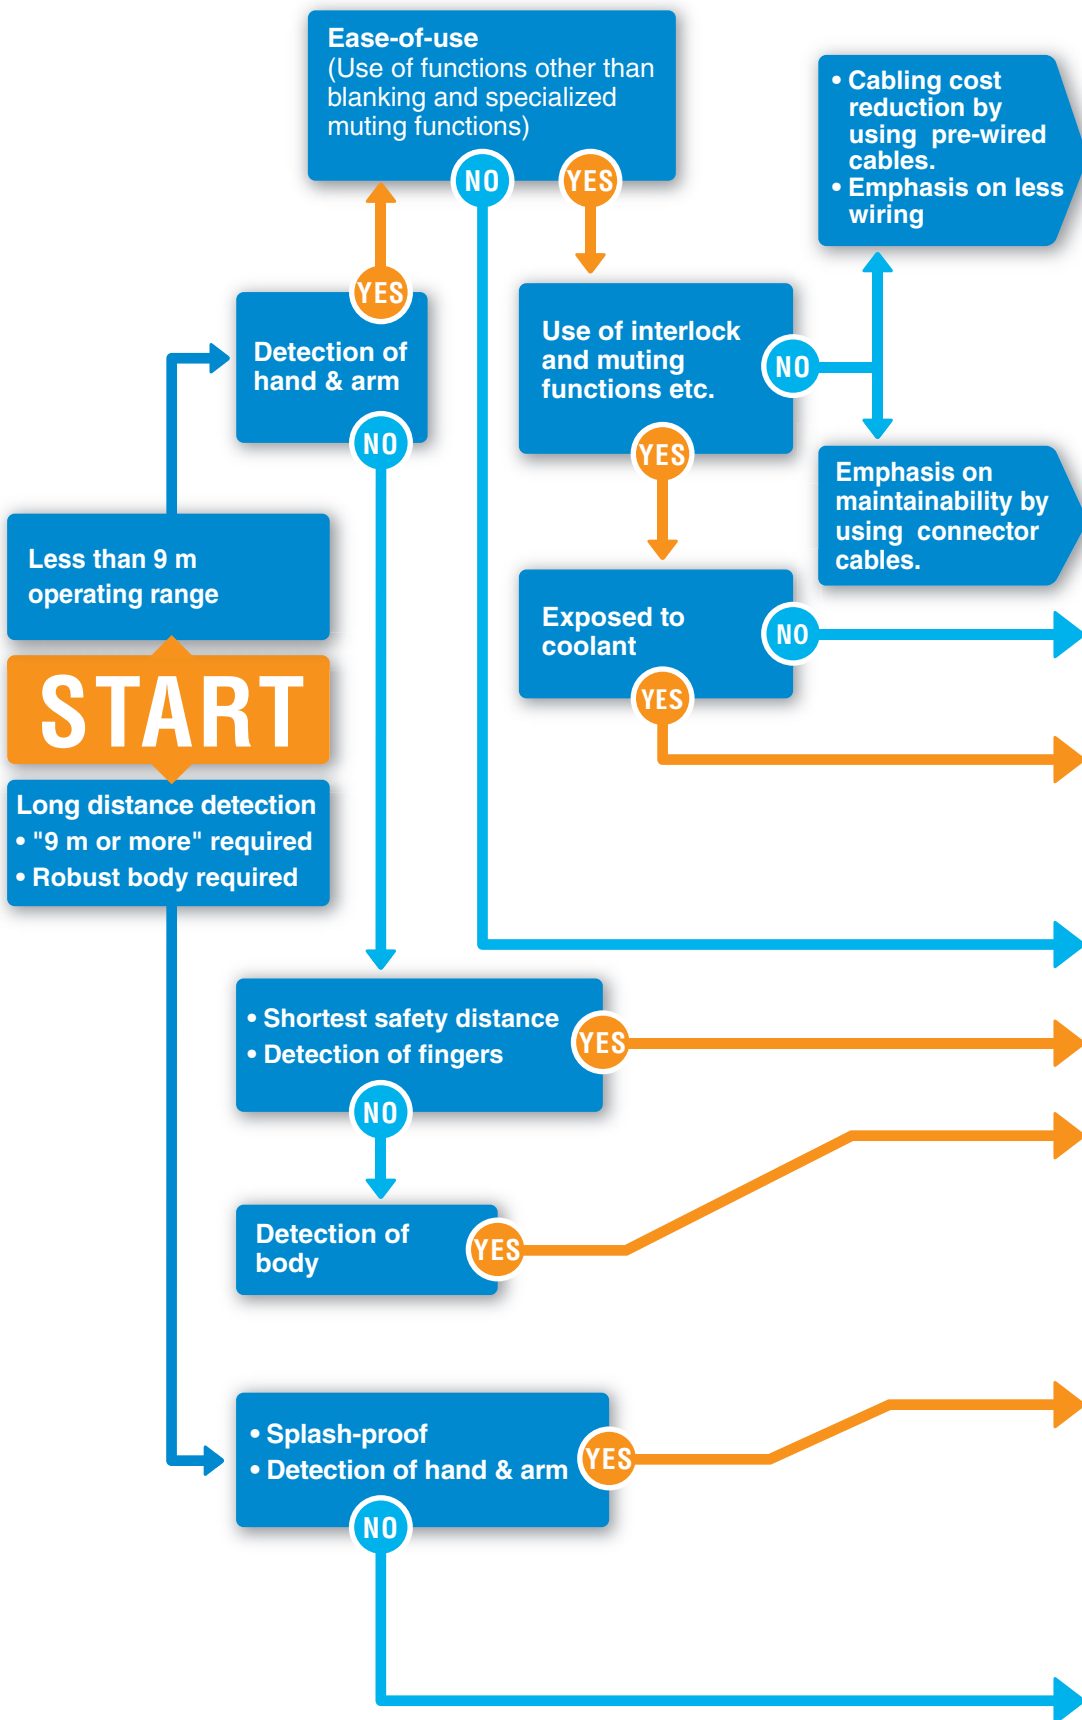 Ease-of-use
(Use of functions other than
blanking and specialized
muting functions)
NO
YES
• Cabling cost
reduction by
using pre-wired
cables.
• Emphasis on less
wiring
YES
Detection of
hand & arm
NO
Use of interlock
and muting
functions etc.
NO
YES
Emphasis on
maintainability by
using connector
cables.
Less than 9 m
operating range
Exposed to
coolant
NO
YES
START
Long distance detection
• "9 m or more" required
• Robust body required
• Shortest safety distance
• Detection of fingers
YES
NO
Detection of
body
YES
• Splash-proof
• Detection of hand & arm
YES
NO